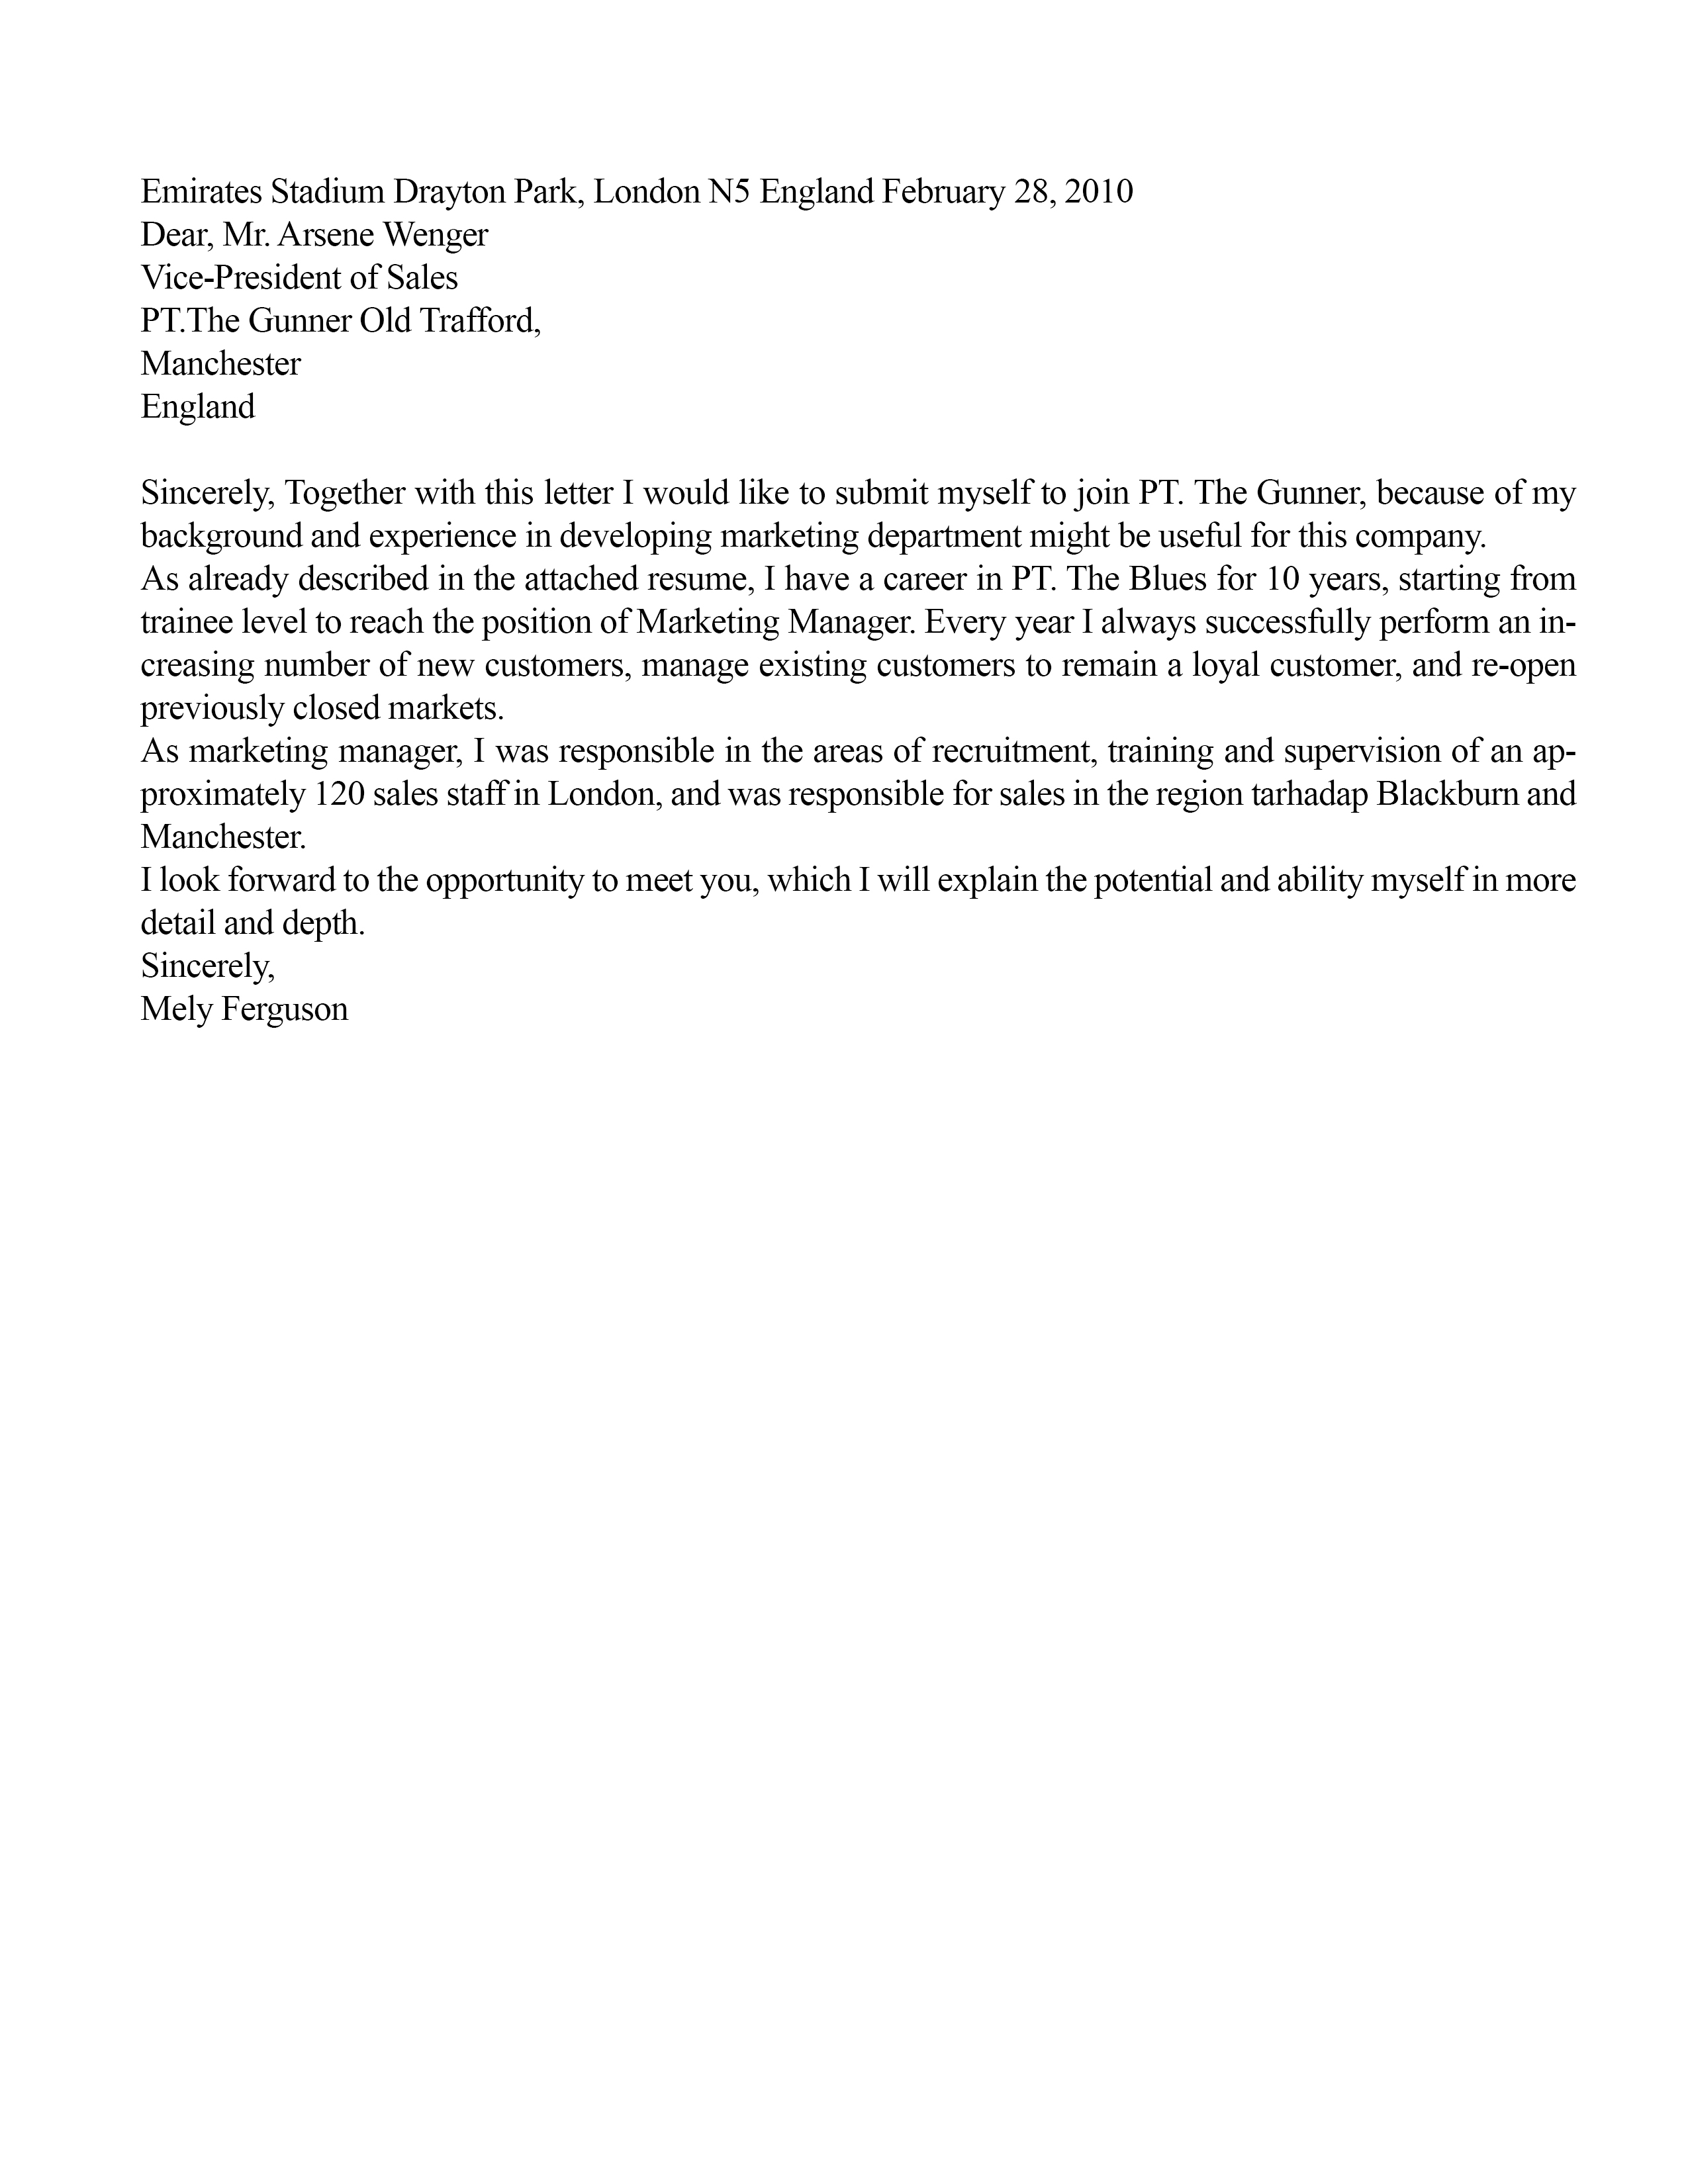 Emirates Stadium Drayton Park, London N5 England February 28, 2010
Dear, Mr. Arsene Wenger
Vice-President of Sales
PT.The Gunner Old Trafford,
Manchester
England
Sincerely, Together with this letter I would like to submit myself to join PT. The Gunner, because of my
background and experience in developing marketing department might be useful for this company.
As already described in the attached resume, I have a career in PT. The Blues for 10 years, starting from
trainee level to reach the position of Marketing Manager. Every year I always successfully perform an in-
creasing number of new customers, manage existing customers to remain a loyal customer, and re-open
previously closed markets.
As marketing manager, I was responsible in the areas of recruitment, training and supervision of an ap-
proximately 120 sales staff in London, and was responsible for sales in the region tarhadap Blackburn and
Manchester.
I look forward to the opportunity to meet you, which I will explain the potential and ability myself in more
detail and depth.
Sincerely,
Mely Ferguson